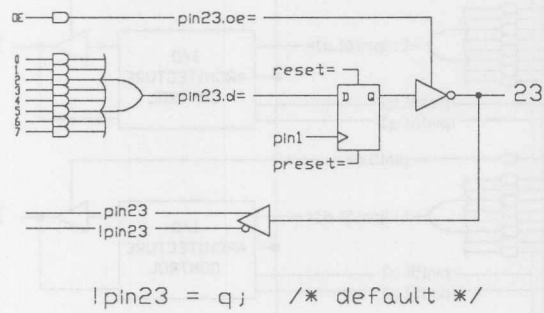 OE
pin23.oe=
0
1
2
3
4
5
6
7
pin23.d=
reset=
D Q
pin1
preset=
23
pin23
!pin23
!pin23 = q; /* default */